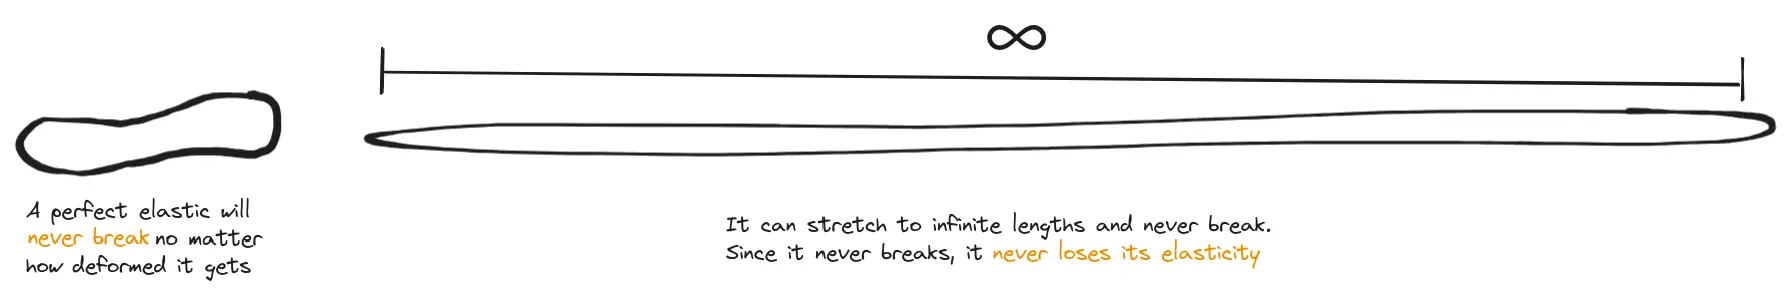 ∞
A perfect elastic will
never break no matter
how deformed it gets
It can stretch to infinite lengths and never break.
Since it never breaks, it never loses its elasticity